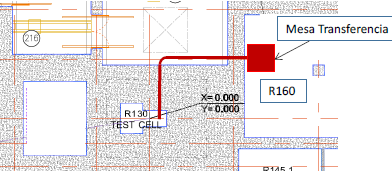 Mesa Transferencia
216
X= 0.000
Y= 0.000
R160
R130
TEST CELL
R145.1